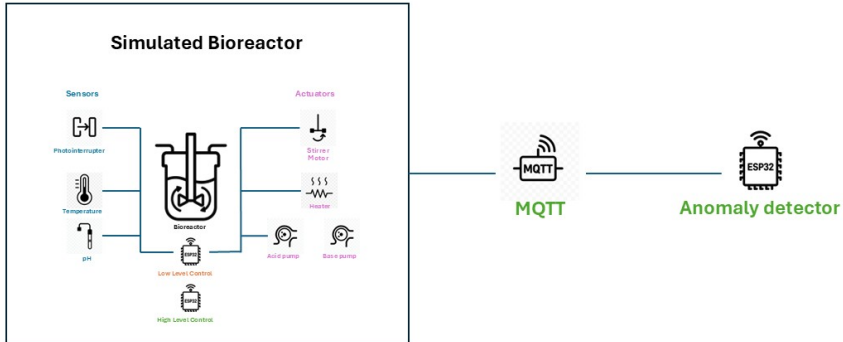 Simulated Bioreactor
Sensors
Actuators
Photointerrupter
Stirrer
Motor
Temperature
Heater
Bioreactor
pH
ESP32
Acid pump
Base pump
Low Level Control
ESP32
High Level Control
MQTT
MQTT
ESP32
Anomaly detector